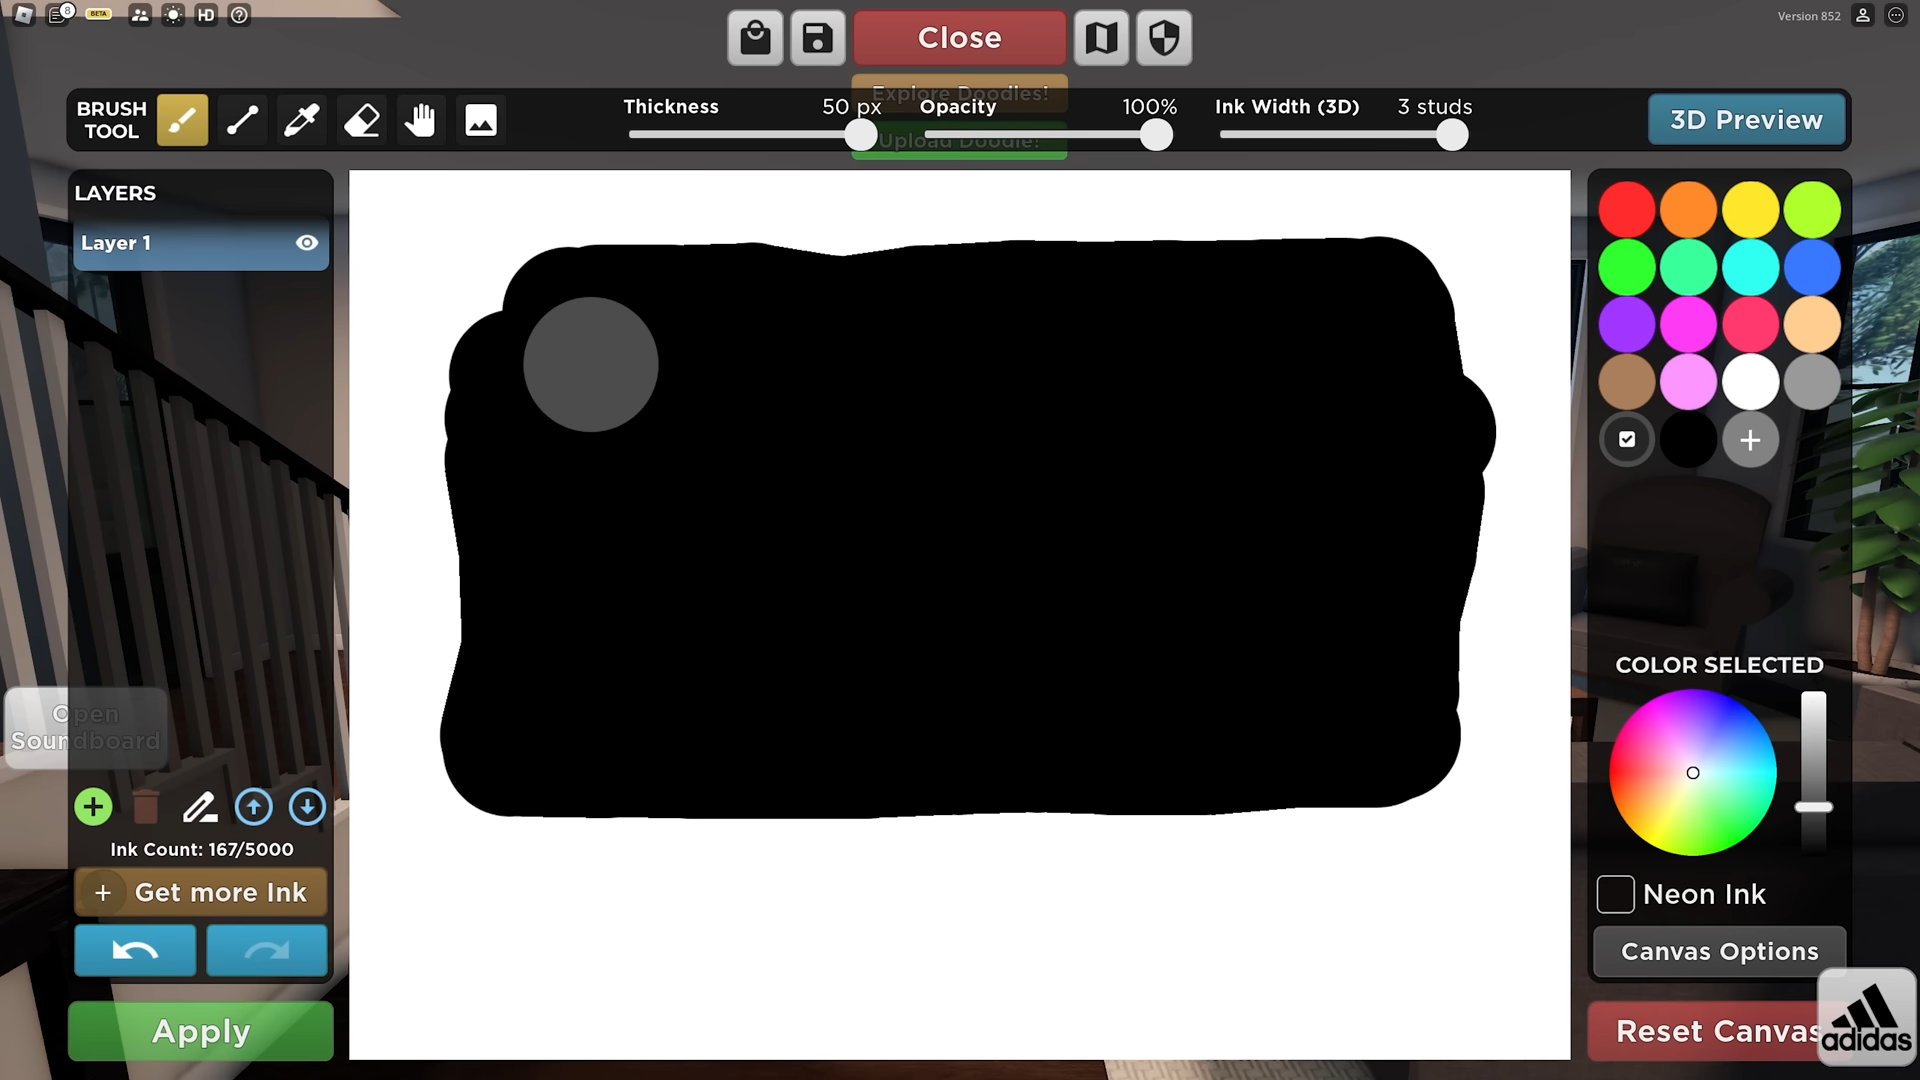 8
BETA
HD
Version 852
Close
Explore Doodles!
Upload Doodle!
BRUSH
TOOL
Thickness
50 px
Opacity
100%
Ink Width (3D)
3 studs
3D Preview
LAYERS
Layer 1
Open
Soundboard
Ink Count: 167/5000
+ Get more Ink
Apply
COLOR SELECTED
Neon Ink
Canvas Options
Reset Canvas
adidas